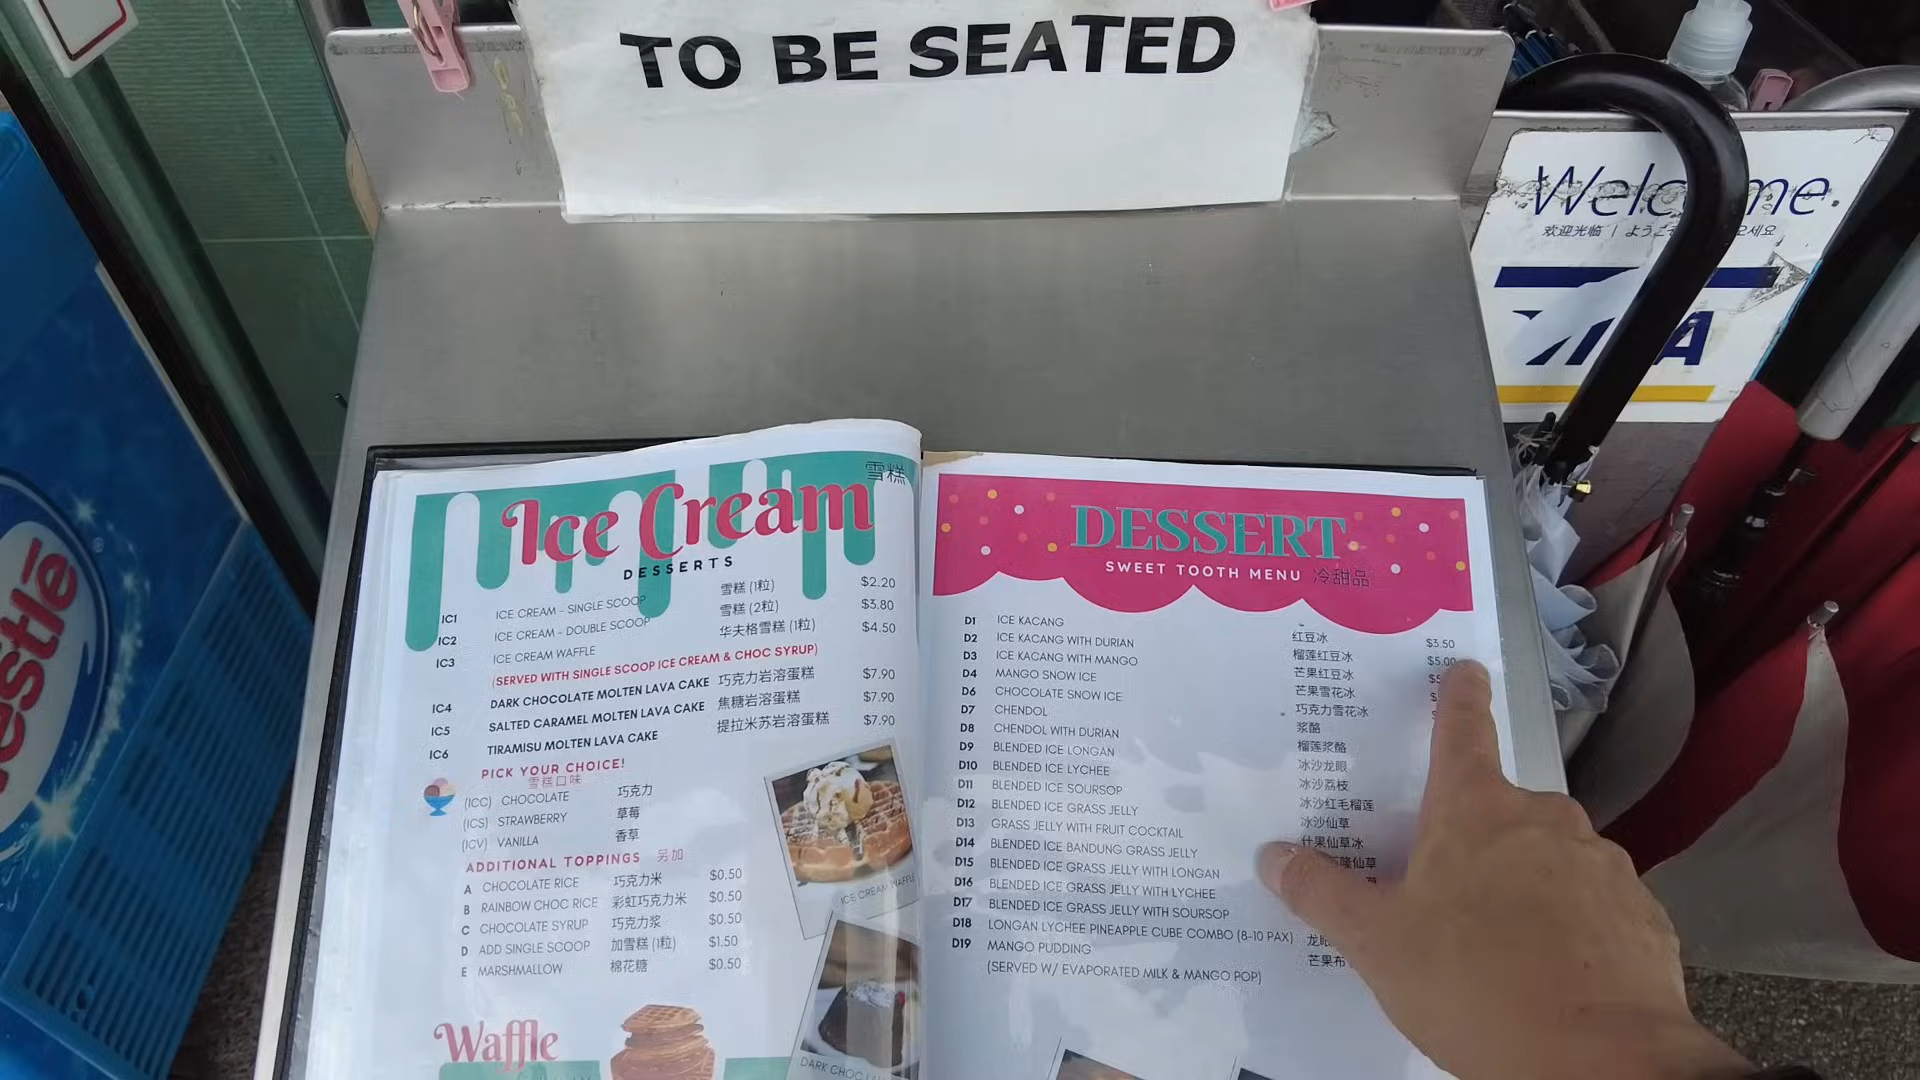 TO BE SEATED
Welc me.
欢迎光临 | ようこ
estlé
Ice Cream 雪糕
DESSERTS
IC1 ICE CREAM - SINGLE SCOOP 雪糕 (1粒) $2.20
IC2 ICE CREAM - DOUBLE SCOOP 雪糕 (2粒) $3.80
IC3 ICE CREAM WAFFLE 华夫格雪糕 (1粒) $4.50
(SERVED WITH SINGLE SCOOP ICE CREAM & CHOC SYRUP)
IC4 DARK CHOCOLATE MOLTEN LAVA CAKE 巧克力岩溶蛋糕 $7.90
IC5 SALTED CARAMEL MOLTEN LAVA CAKE 焦糖岩溶蛋糕 $7.90
IC6 TIRAMISU MOLTEN LAVA CAKE 提拉米苏岩溶蛋糕 $7.90
PICK YOUR CHOICE!
雪糕口味
(ICC) CHOCOLATE 巧克力
(ICS) STRAWBERRY 草莓
(ICV) VANILLA 香草
ADDITIONAL TOPPINGS 另加
A CHOCOLATE RICE 巧克力米 $0.50
B RAINBOW CHOC RICE 彩虹巧克力米 $0.50
C CHOCOLATE SYRUP 巧克力浆 $0.50
D ADD SINGLE SCOOP 加雪糕 (1粒) $1.50
E MARSHMALLOW 棉花糖 $0.50
ICE CREAM WAFFLE
DARK CHOC
Waffle
DESSERT
SWEET TOOTH MENU 冷甜品
D1 ICE KACANG 红豆冰 $3.50
D2 ICE KACANG WITH DURIAN 榴莲红豆冰 $5.00
D3 ICE KACANG WITH MANGO 芒果红豆冰
D4 MANGO SNOW ICE 芒果雪花冰
D6 CHOCOLATE SNOW ICE 巧克力雪花冰
D7 CHENDOL 浆酪
D8 CHENDOL WITH DURIAN 榴莲浆酪
D9 BLENDED ICE LONGAN 冰沙龙眼
D10 BLENDED ICE LYCHEE 冰沙荔枝
D11 BLENDED ICE SOURSOP 冰沙红毛榴莲
D12 BLENDED ICE GRASS JELLY 冰沙仙草
D13 GRASS JELLY WITH FRUIT COCKTAIL 什果仙草冰
D14 BLENDED ICE BANDUNG GRASS JELLY 隆仙草
D15 BLENDED ICE GRASS JELLY WITH LONGAN
D16 BLENDED ICE GRASS JELLY WITH LYCHEE
D17 BLENDED ICE GRASS JELLY WITH SOURSOP
D18 LONGAN LYCHEE PINEAPPLE CUBE COMBO (8-10 PAX) 龙眼
D19 MANGO PUDDING 芒果布
(SERVED W/ EVAPORATED MILK & MANGO POP)